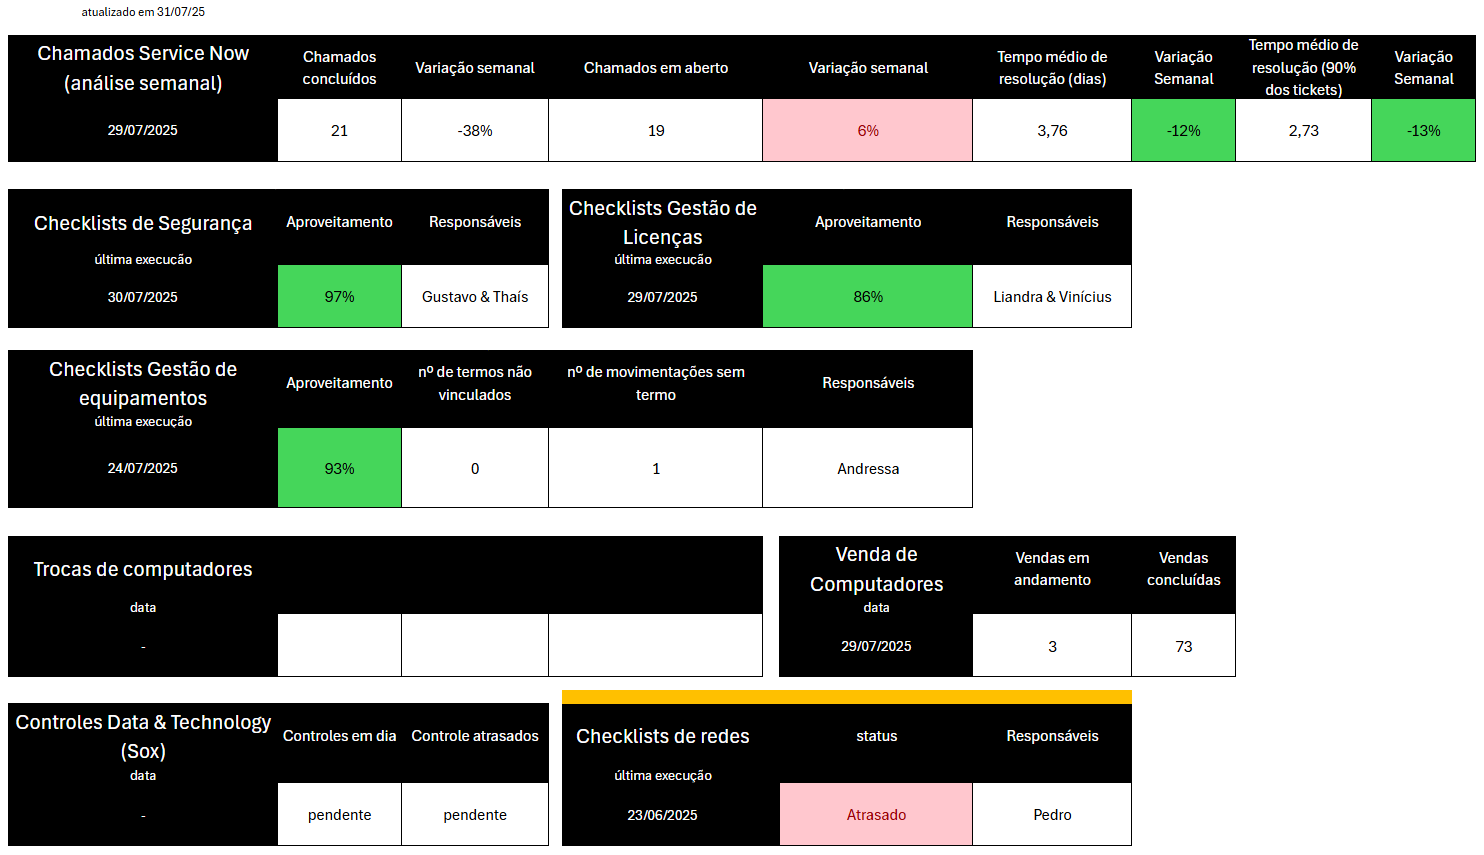 atualizado em 31/07/25
Chamados Service Now
(análise semanal)
Chamados
concluídos
Variação semanal
Chamados em aberto
Variação semanal
Tempo médio de
resolução (dias)
Variação
Semanal
Tempo médio de
resolução (90%
dos tickets)
Variação
Semanal
29/07/2025
21
-38%
19
6%
3,76
-12%
2,73
-13%
Checklists de Segurança
última execução
Aproveitamento
Responsáveis
30/07/2025
97%
Gustavo & Thaís
Checklists Gestão de
Licenças
última execução
Aproveitamento
Responsáveis
29/07/2025
86%
Liandra & Vinícius
Checklists Gestão de
equipamentos
última execução
Aproveitamento
nº de termos não
vinculados
nº de movimentações sem
termo
Responsáveis
24/07/2025
93%
0
1
Andressa
Trocas de computadores
data
-
Venda de
Computadores
data
Vendas em
andamento
Vendas
concluídas
29/07/2025
3
73
Controles Data & Technology
(Sox)
data
Controles em dia
Controle atrasados
-
pendente
pendente
Checklists de redes
última execução
status
Responsáveis
23/06/2025
Atrasado
Pedro